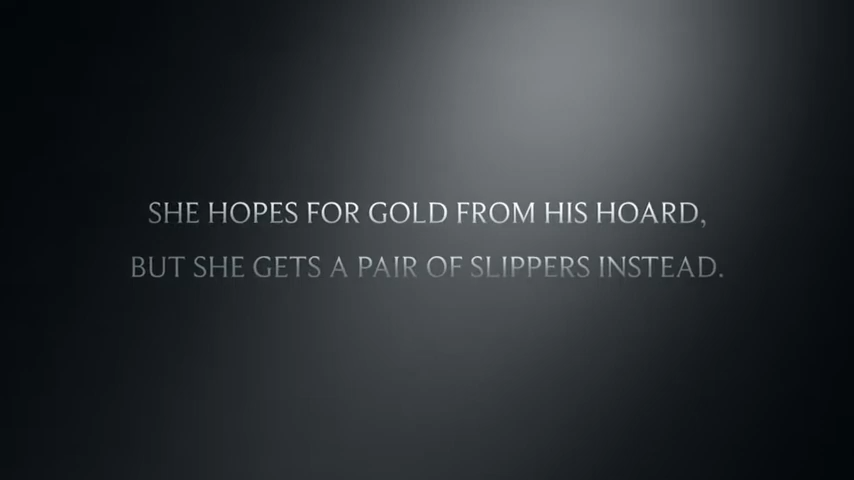 SHE HOPES FOR GOLD FROM HIS HOARD,
BUT SHE GETS A PAIR OF SLIPPERS INSTEAD.